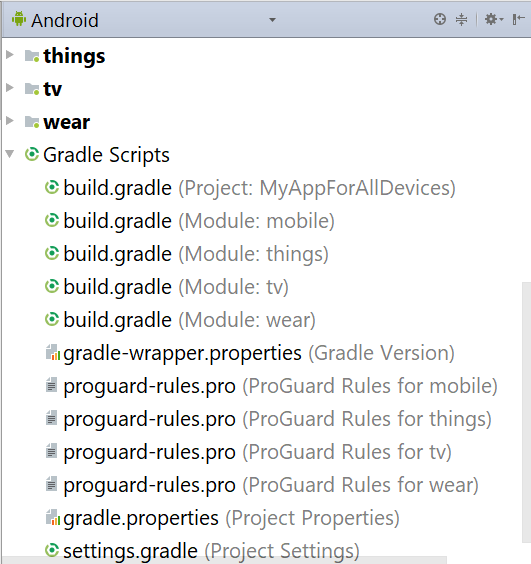 Android
things
tv
wear
Gradle Scripts
build.gradle (Project: MyAppForAllDevices)
build.gradle (Module: mobile)
build.gradle (Module: things)
build.gradle (Module: tv)
build.gradle (Module: wear)
gradle-wrapper.properties (Gradle Version)
proguard-rules.pro (ProGuard Rules for mobile)
proguard-rules.pro (ProGuard Rules for things)
proguard-rules.pro (ProGuard Rules for tv)
proguard-rules.pro (ProGuard Rules for wear)
gradle.properties (Project Properties)
settings.gradle (Project Settings)